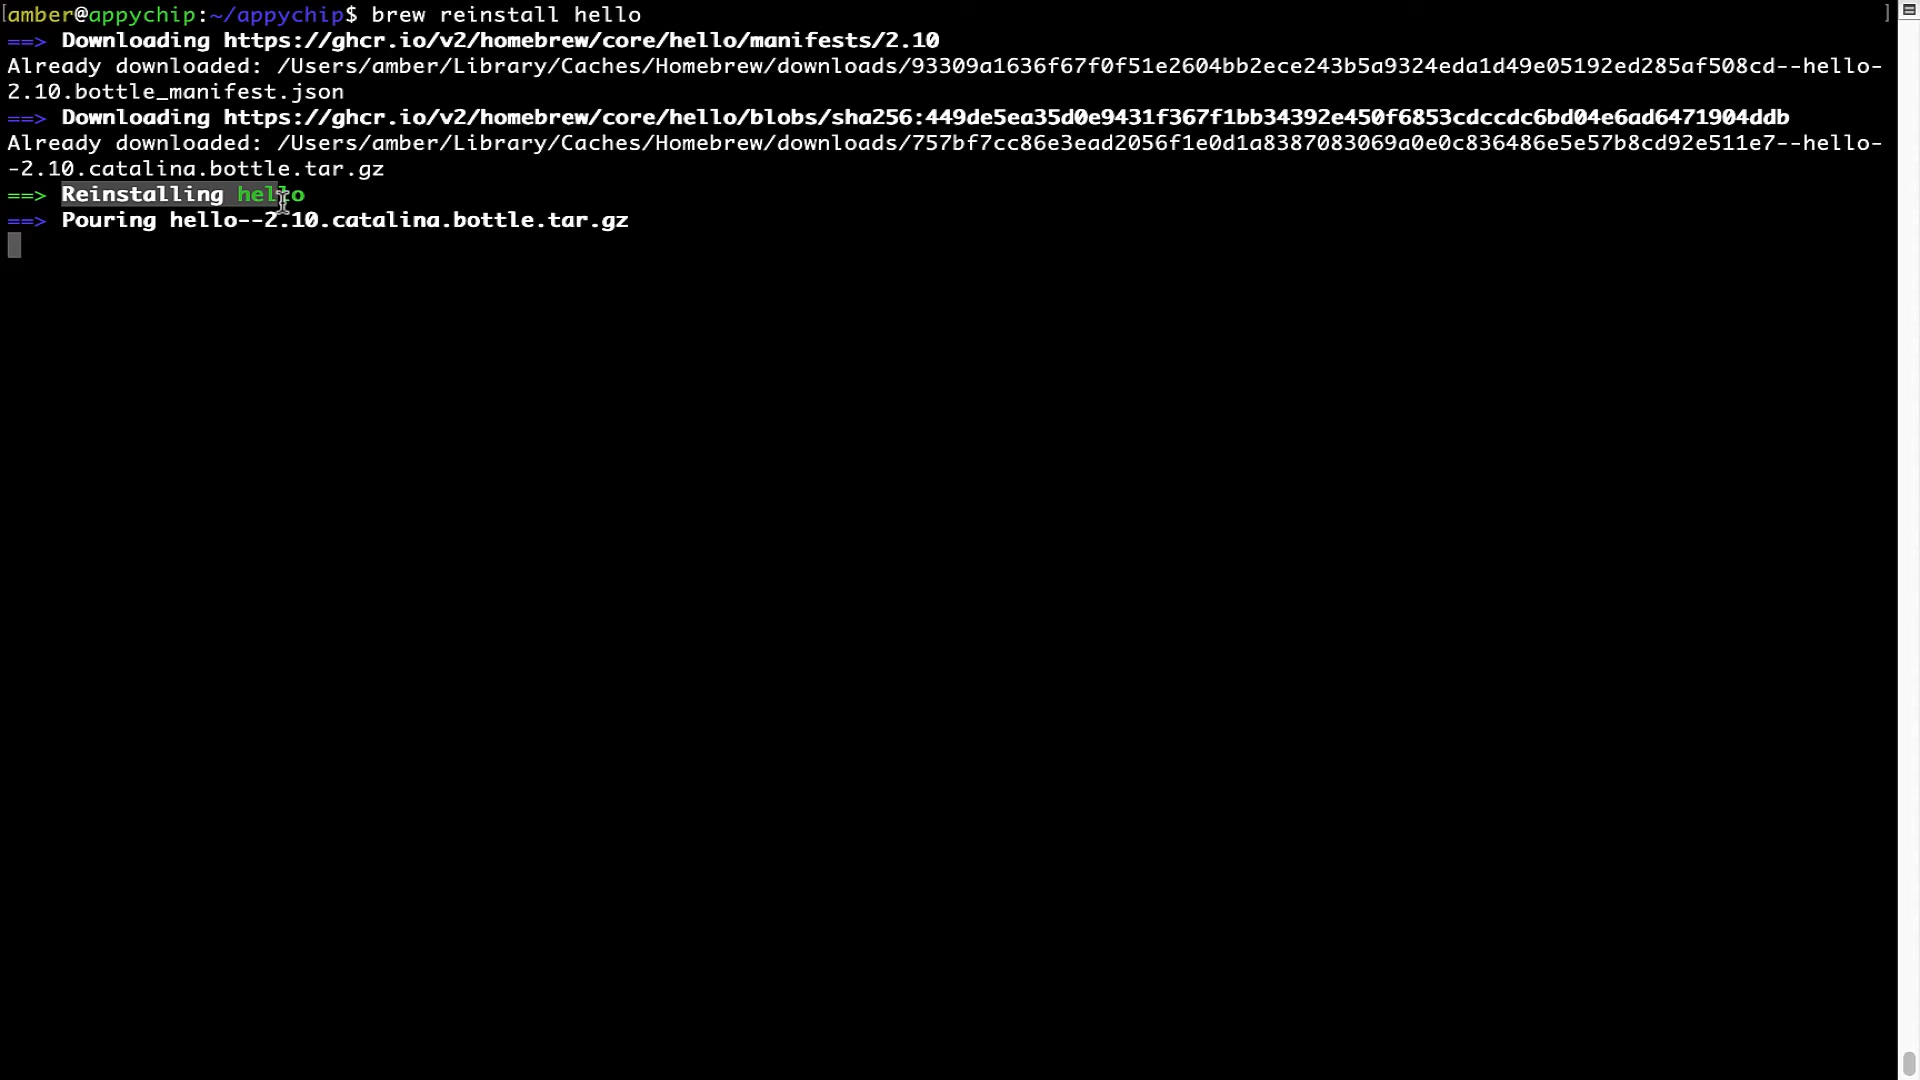 [amber@appychip:~/appychip$ brew reinstall hello ]
==> Downloading https://ghcr.io/v2/homebrew/core/hello/manifests/2.10
Already downloaded: /Users/amber/Library/Caches/Homebrew/downloads/93309a1636f67f0f51e2604bb2ece243b5a9324eda1d49e05192ed285af508cd--hello-
2.10.bottle_manifest.json
==> Downloading https://ghcr.io/v2/homebrew/core/hello/blobs/sha256:449de5ea35d0e9431f367f1bb34392e450f6853cdccdc6bd04e6ad6471904ddb
Already downloaded: /Users/amber/Library/Caches/Homebrew/downloads/757bf7cc86e3ead2056f1e0d1a8387083069a0e0c836486e5e57b8cd92e511e7--hello-
-2.10.catalina.bottle.tar.gz
==> Reinstalling hello
==> Pouring hello--2.10.catalina.bottle.tar.gz